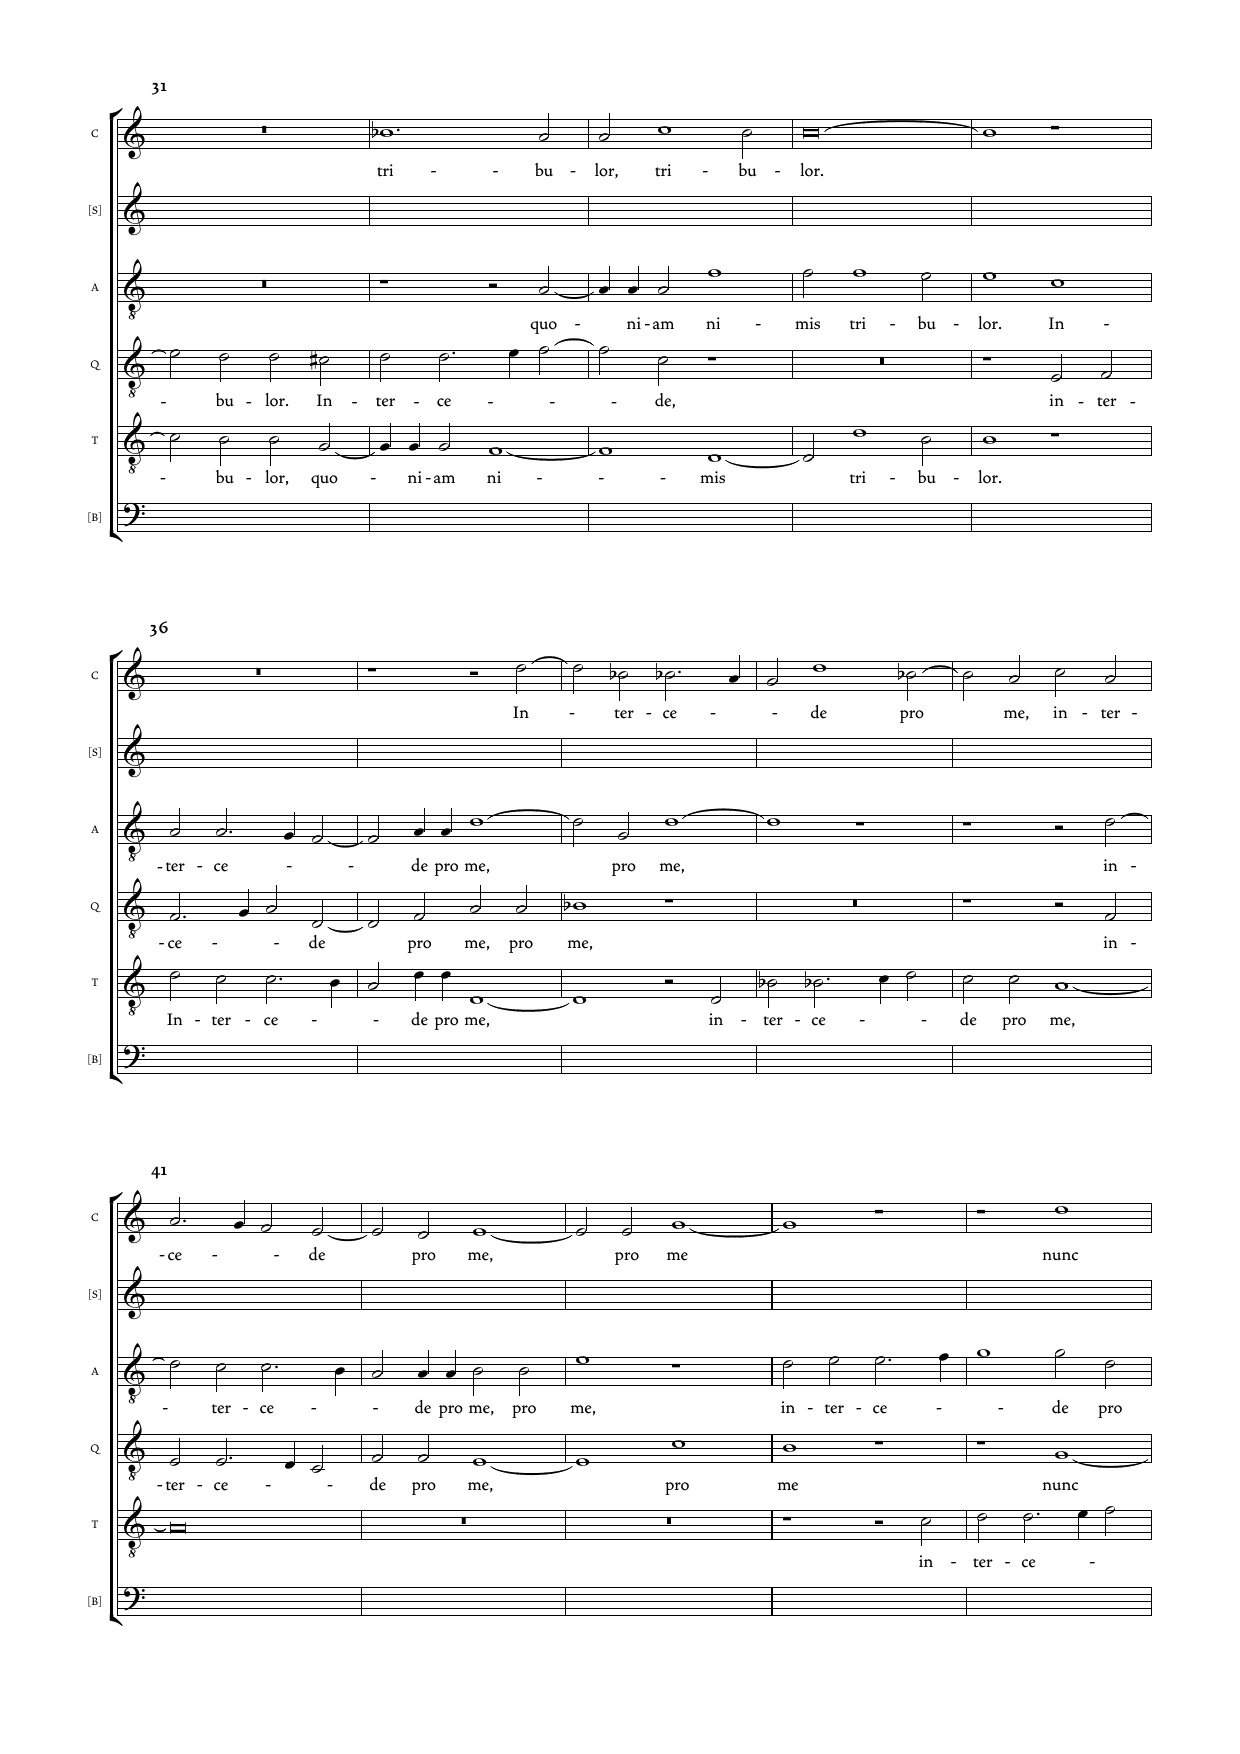 31
C
tri - - bu - lor, tri - bu - lor.
[S]
A
quo - ni - am ni - mis tri - bu - lor. In -
Q
- bu - lor. In - ter - ce - - - de, in - ter -
T
- bu - lor, quo - ni - am ni - - - mis tri - bu - lor.
[B]
36
C
In - ter - ce - - de pro me, in - ter -
[S]
A
- ter - ce - - de pro me, pro me, in -
Q
- ce - - de pro me, pro me, in -
T
In - ter - ce - - de pro me, in - ter - ce - - de pro me,
[B]
41
C
- ce - - de pro me, pro me nunc
[S]
A
- ter - ce - - de pro me, pro me, in - ter - ce - - de pro
Q
- ter - ce - - de pro me, pro me nunc
T
in - ter - ce -
[B]